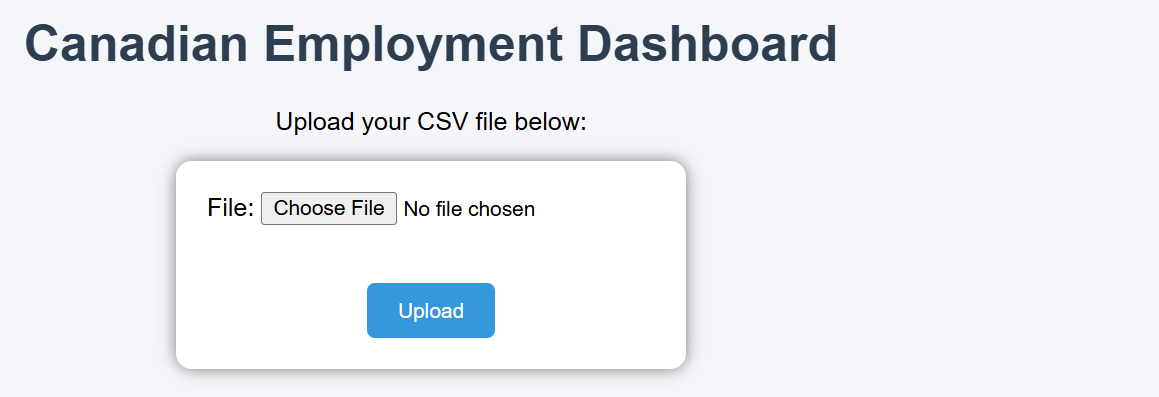 Canadian Employment Dashboard
Upload your CSV file below:
File: Choose File No file chosen
Upload